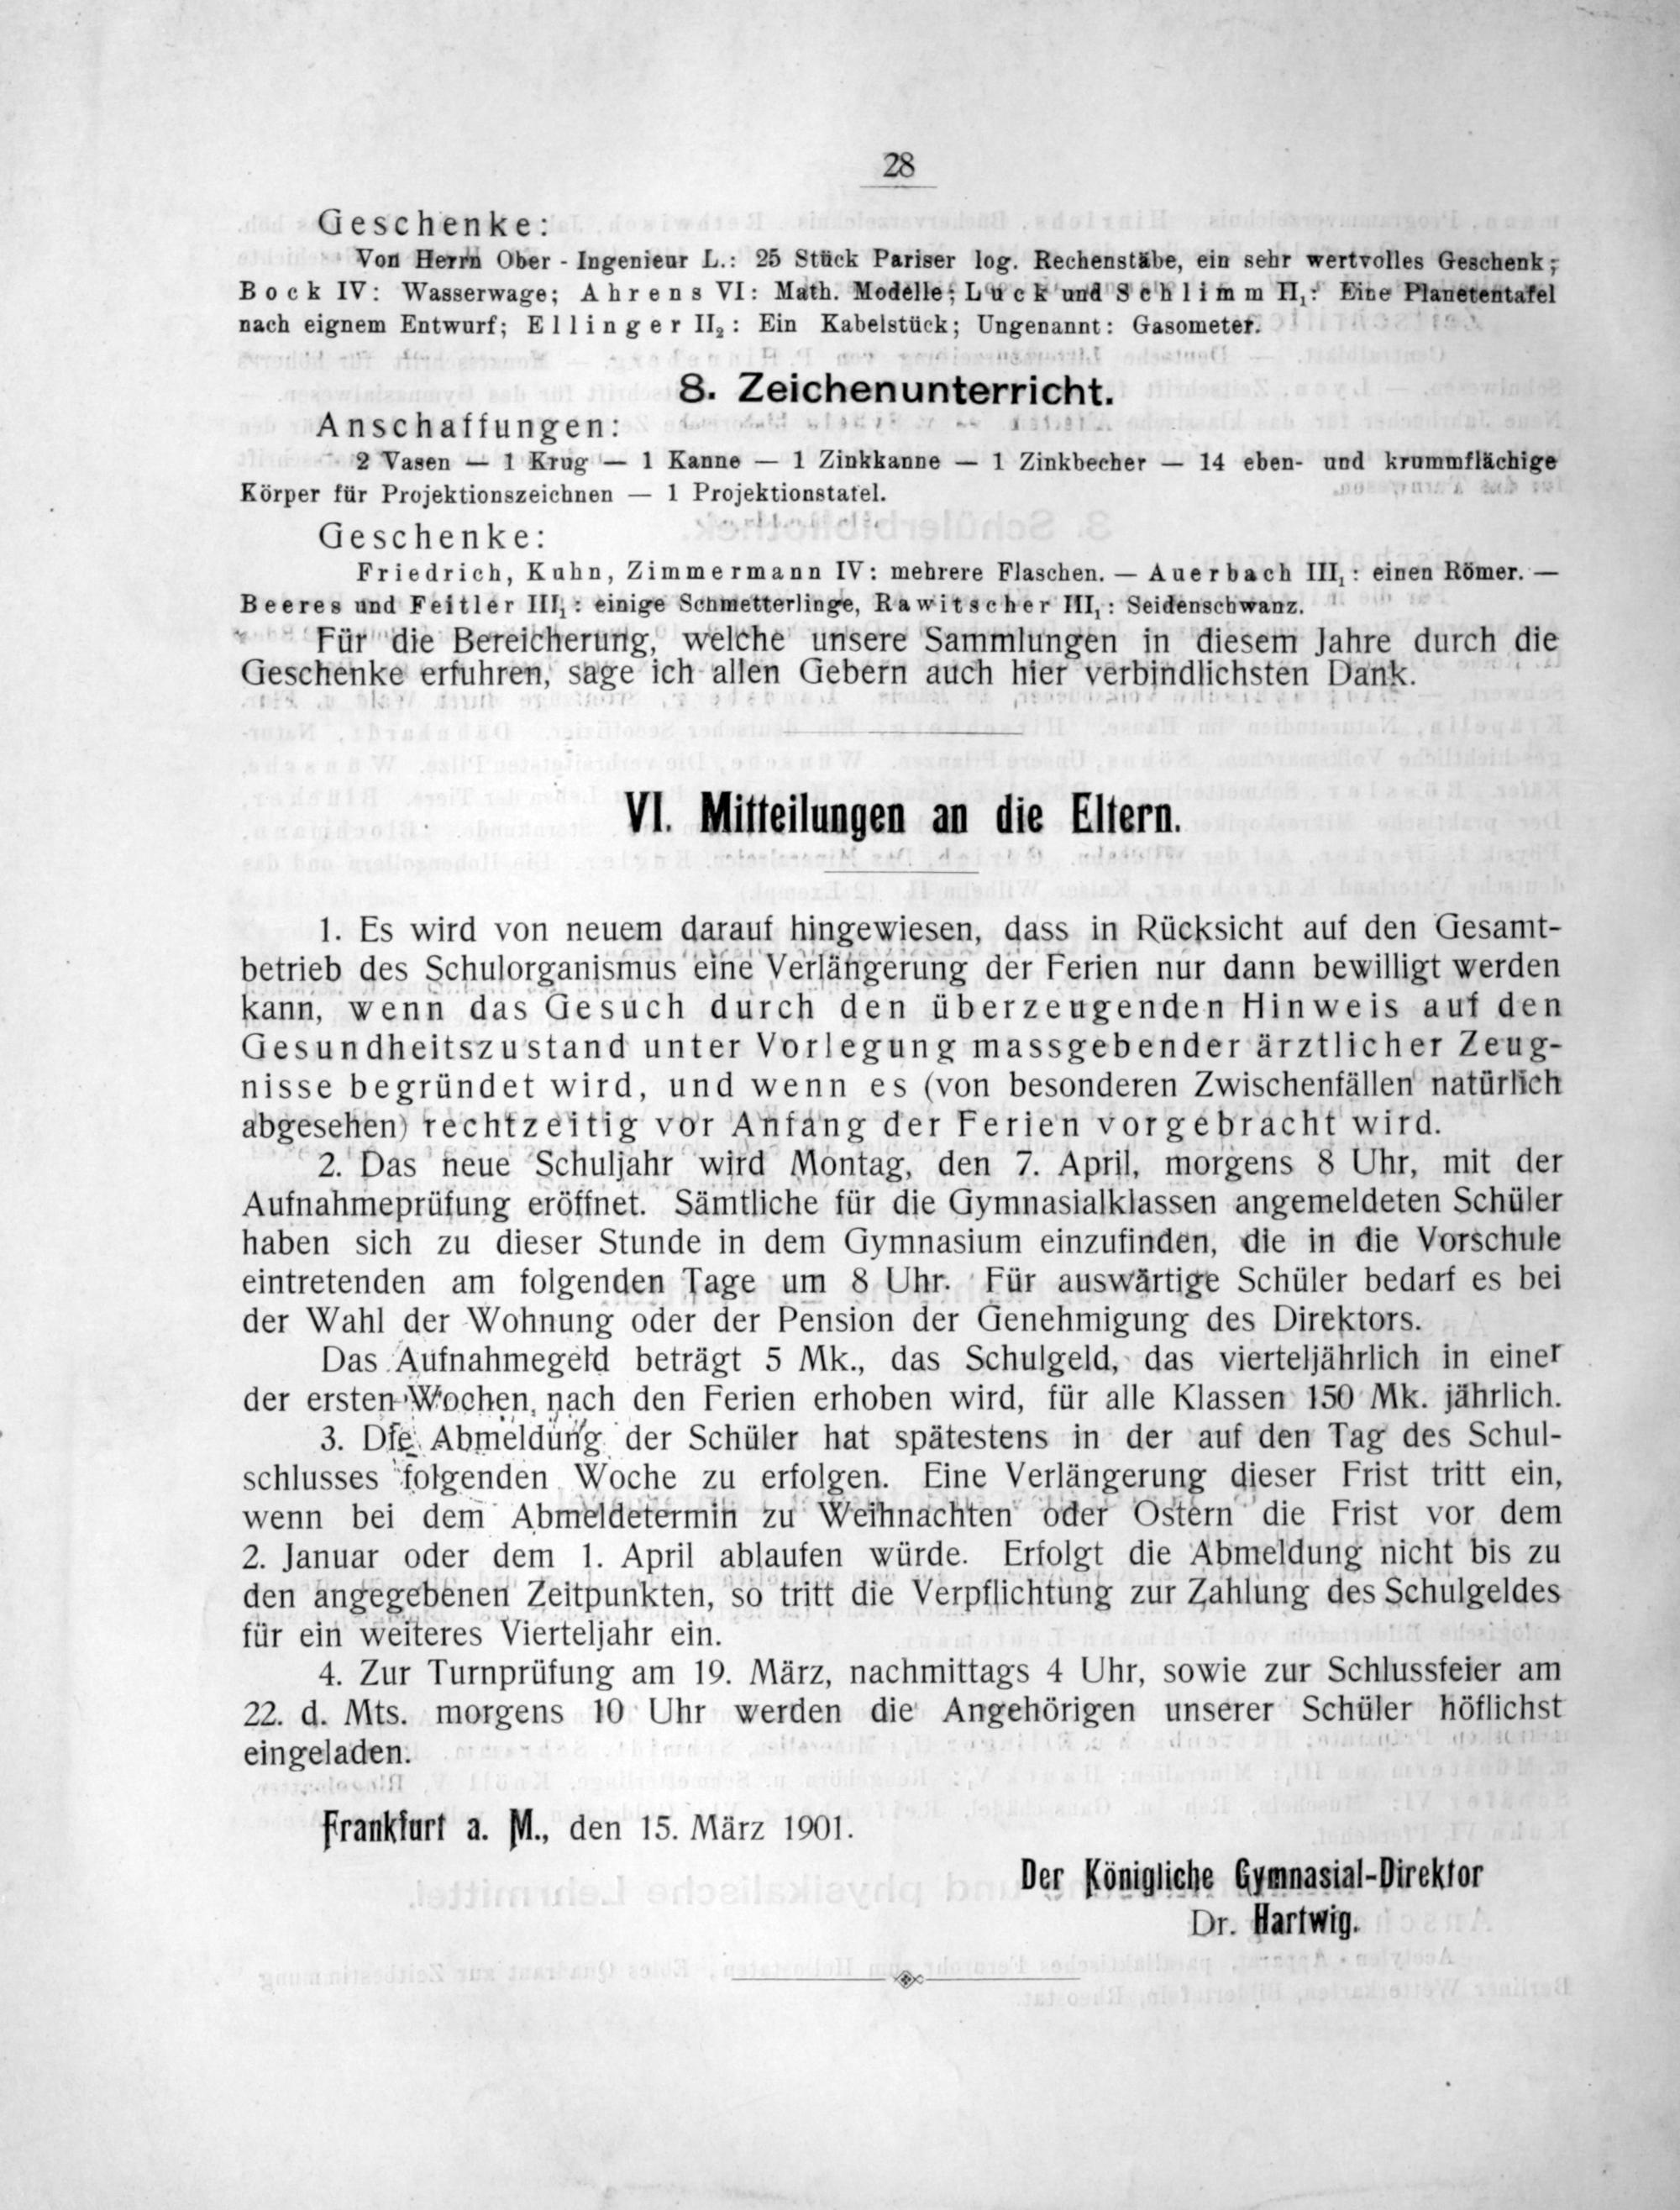 28
Geschenke:
Von Herrn Ober-Ingenieur L.: 25 Stück Pariser log. Rechenstäbe, ein sehr wertvolles Geschenk;
Bock IV: Wasserwage; Ahrens VI: Math. Modelle; Luck und Schlimm II₁: Eine Planetentafel
nach eignem Entwurf; Ellinger II₂: Ein Kabelstück; Ungenannt: Gasometer.
8. Zeichenunterricht.
Anschaffungen:
2 Vasen — 1 Krug — 1 Kanne — 1 Zinkkanne — 1 Zinkbecher — 14 eben- und krummflächige
Körper für Projektionszeichnen — 1 Projektionstafel.
Geschenke:
Friedrich, Kuhn, Zimmermann IV: mehrere Flaschen. — Auerbach III₁: einen Römer. —
Beeres und Feitler III₁: einige Schmetterlinge, Rawitscher III₁: Seidenschwanz.
Für die Bereicherung, welche unsere Sammlungen in diesem Jahre durch die
Geschenke erfuhren, sage ich allen Gebern auch hier verbindlichsten Dank.
VI. Mitteilungen an die Eltern.
1. Es wird von neuem darauf hingewiesen, dass in Rücksicht auf den Gesamt-
betrieb des Schulorganismus eine Verlängerung der Ferien nur dann bewilligt werden
kann, wenn das Gesuch durch den überzeugenden Hinweis auf den
Gesundheitszustand unter Vorlegung massgebender ärztlicher Zeug-
nisse begründet wird, und wenn es (von besonderen Zwischenfällen natürlich
abgesehen) rechtzeitig vor Anfang der Ferien vorgebracht wird.
2. Das neue Schuljahr wird Montag, den 7. April, morgens 8 Uhr, mit der
Aufnahmeprüfung eröffnet. Sämtliche für die Gymnasialklassen angemeldeten Schüler
haben sich zu dieser Stunde in dem Gymnasium einzufinden, die in die Vorschule
eintretenden am folgenden Tage um 8 Uhr. Für auswärtige Schüler bedarf es bei
der Wahl der Wohnung oder der Pension der Genehmigung des Direktors.
Das Aufnahmegeld beträgt 5 Mk., das Schulgeld, das vierteljährlich in einer
der ersten Wochen nach den Ferien erhoben wird, für alle Klassen 150 Mk. jährlich.
3. Die Abmeldung der Schüler hat spätestens in der auf den Tag des Schul-
schlusses folgenden Woche zu erfolgen. Eine Verlängerung dieser Frist tritt ein,
wenn bei dem Abmeldetermin zu Weihnachten oder Ostern die Frist vor dem
2. Januar oder dem 1. April ablaufen würde. Erfolgt die Abmeldung nicht bis zu
den angegebenen Zeitpunkten, so tritt die Verpflichtung zur Zahlung des Schulgeldes
für ein weiteres Vierteljahr ein.
4. Zur Turnprüfung am 19. März, nachmittags 4 Uhr, sowie zur Schlussfeier am
22. d. Mts. morgens 10 Uhr werden die Angehörigen unserer Schüler höflichst
eingeladen.
Frankfurt a. M., den 15. März 1901.
Der Königliche Gymnasial-Direktor
Dr. Hartwig.